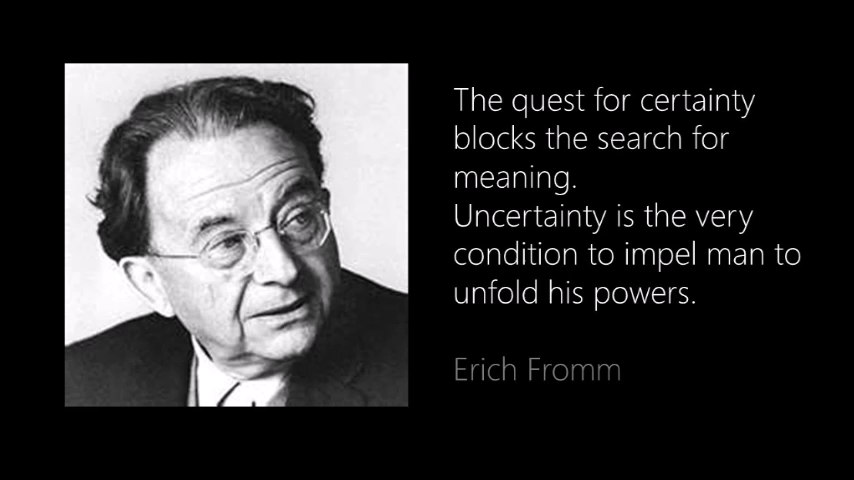 The quest for certainty
blocks the search for
meaning.
Uncertainty is the very
condition to impel man to
unfold his powers.
Erich Fromm